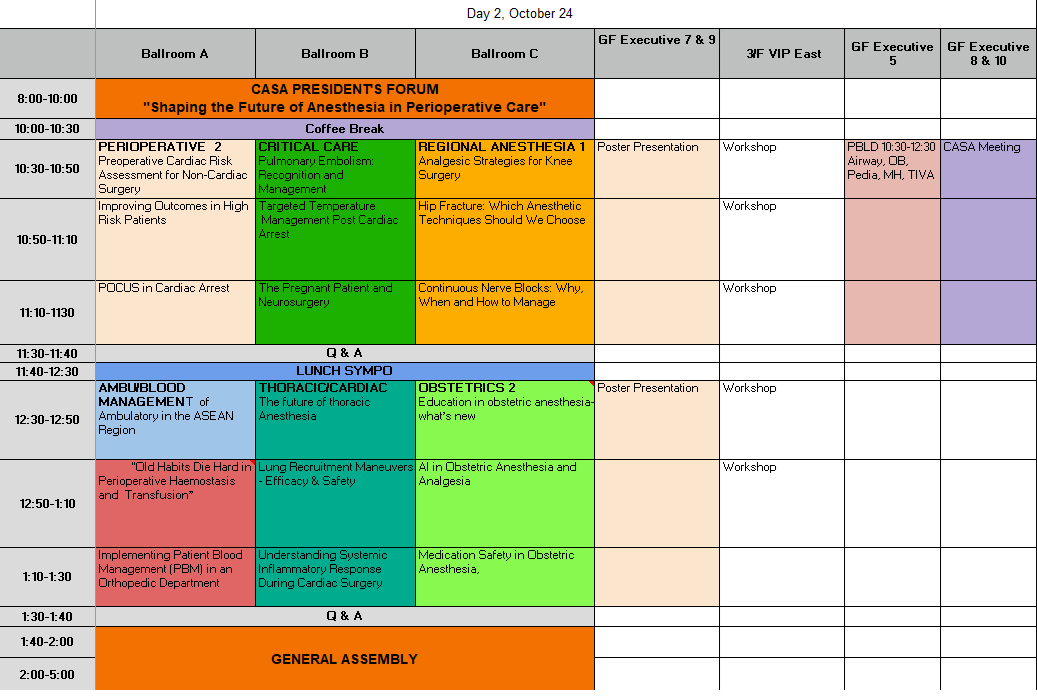 Day 2, October 24
Ballroom A
Ballroom B
Ballroom C
GF Executive 7 & 9
3/F VIP East
GF Executive
5
GF Executive
8 & 10
8:00-10:00
CASA PRESIDENT'S FORUM
"Shaping the Future of Anesthesia in Perioperative Care"
10:00-10:30
Coffee Break
10:30-10:50
PERIOPERATIVE 2
Preoperative Cardiac Risk
Assessment for Non-Cardiac
Surgery
CRITICAL CARE
Pulmonary Embolism:
Recognition and
Management
REGIONAL ANESTHESIA 1
Analgesic Strategies for Knee
Surgery
Poster Presentation
Workshop
PBLD 10:30-12:30
Airway, OB,
Pedia, MH, TIVA
CASA Meeting
10:50-11:10
Improving Outcomes in High
Risk Patients
Targeted Temperature
Management Post Cardiac
Arrest
Hip Fracture: Which Anesthetic
Techniques Should We Choose
Workshop
11:10-1130
POCUS in Cardiac Arrest
The Pregnant Patient and
Neurosurgery
Continuous Nerve Blocks: Why,
When and How to Manage
Workshop
11:30-11:40
Q & A
11:40-12:30
LUNCH SYMPO
12:30-12:50
AMBU/BLOOD
MANAGEMENT of
Ambulatory in the ASEAN
Region
THORACIC/CARDIAC
The future of thoracic
Anesthesia
OBSTETRICS 2
Education in obstetric anesthesia-
what's new
Poster Presentation
Workshop
12:50-1:10
"Old Habits Die Hard in
Perioperative Haemostasis
and Transfusion"
Lung Recruitment Maneuvers
- Efficacy & Safety
AI in Obstetric Anesthesia and
Analgesia
Workshop
1:10-1:30
Implementing Patient Blood
Management (PBM) in an
Orthopedic Department
Understanding Systemic
Inflammatory Response
During Cardiac Surgery
Medication Safety in Obstetric
Anesthesia,
1:30-1:40
Q & A
1:40-2:00
GENERAL ASSEMBLY
2:00-5:00